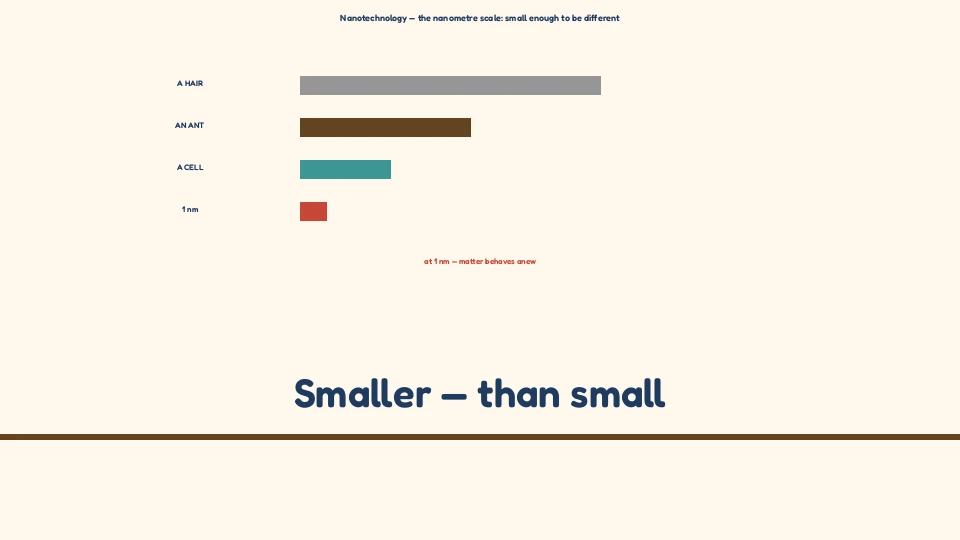 Nanotechnology — the nanometre scale: small enough to be different
A HAIR
AN ANT
A CELL
1 nm
at 1 nm — matter behaves anew
Smaller — than small